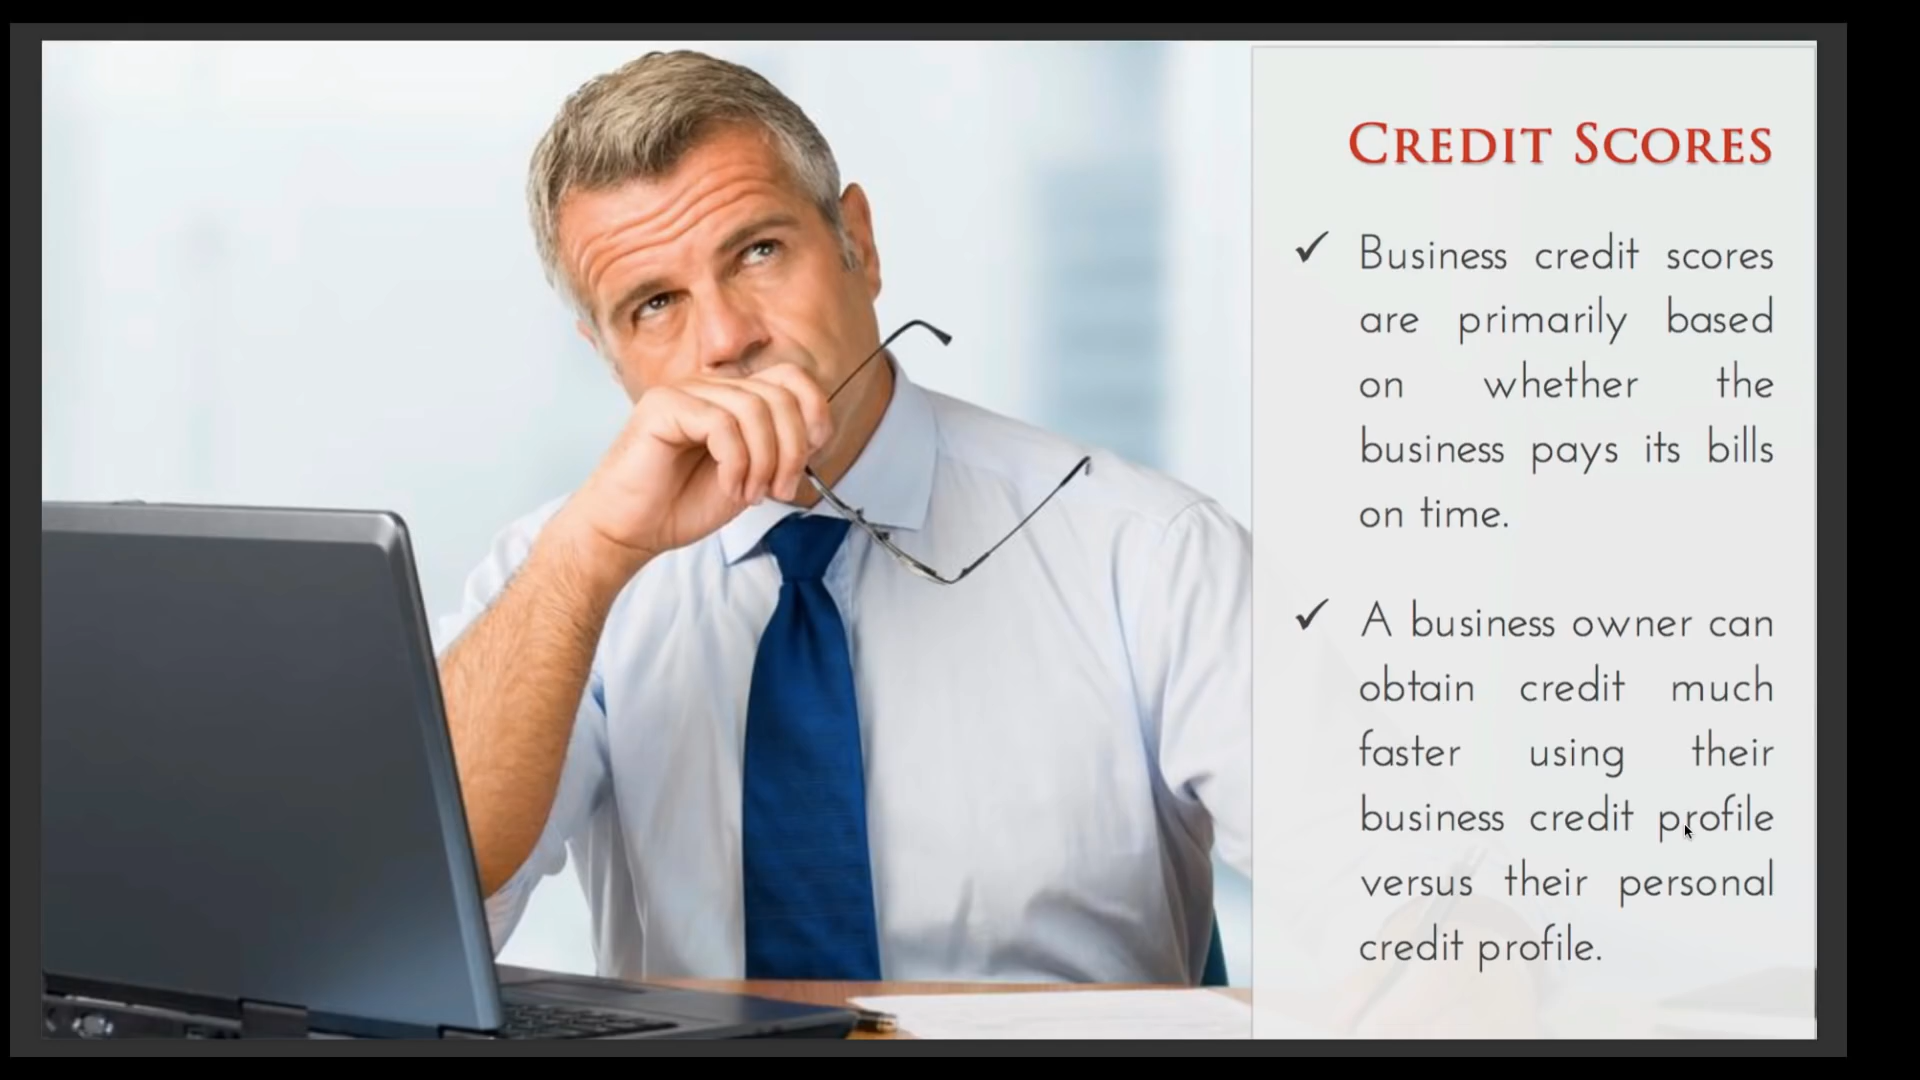 CREDIT SCORES
✓ Business credit scores
are primarily based
on whether the
business pays its bills
on time.
✓ A business owner can
obtain credit much
faster using their
business credit profile
versus their personal
credit profile.